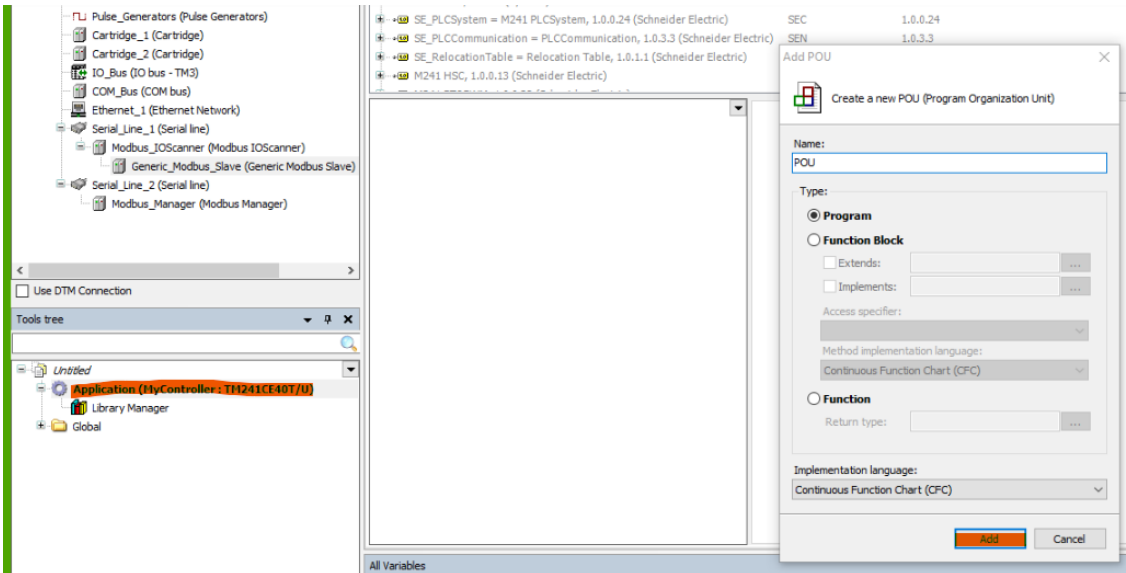 Pulse_Generators (Pulse Generators)
Cartridge_1 (Cartridge)
Cartridge_2 (Cartridge)
IO_Bus (IO bus - TM3)
COM_Bus (COM bus)
Ethernet_1 (Ethernet Network)
Serial_Line_1 (Serial line)
Modbus_IOScanner (Modbus IOScanner)
Generic_Modbus_Slave (Generic Modbus Slave)
Serial_Line_2 (Serial line)
Modbus_Manager (Modbus Manager)
Use DTM Connection
Tools tree
Untitled
Application (MyController : TM241CE40T/U)
Library Manager
Global
SE_PLCSystem = M241 PLCSystem, 1.0.0.24 (Schneider Electric) SEC 1.0.0.24
SE_PLCCommunication = PLCCommunication, 1.0.3.3 (Schneider Electric) SEN 1.0.3.3
SE_RelocationTable = Relocation Table, 1.0.1.1 (Schneider Electric)
M241 HSC, 1.0.0.13 (Schneider Electric)
All Variables
Add POU
Create a new POU (Program Organization Unit)
Name:
POU
Type:
Program
Function Block
Extends: ...
Implements: ...
Access specifier:
Method implementation language:
Continuous Function Chart (CFC)
Function
Return type: ...
Implementation language:
Continuous Function Chart (CFC)
Add Cancel